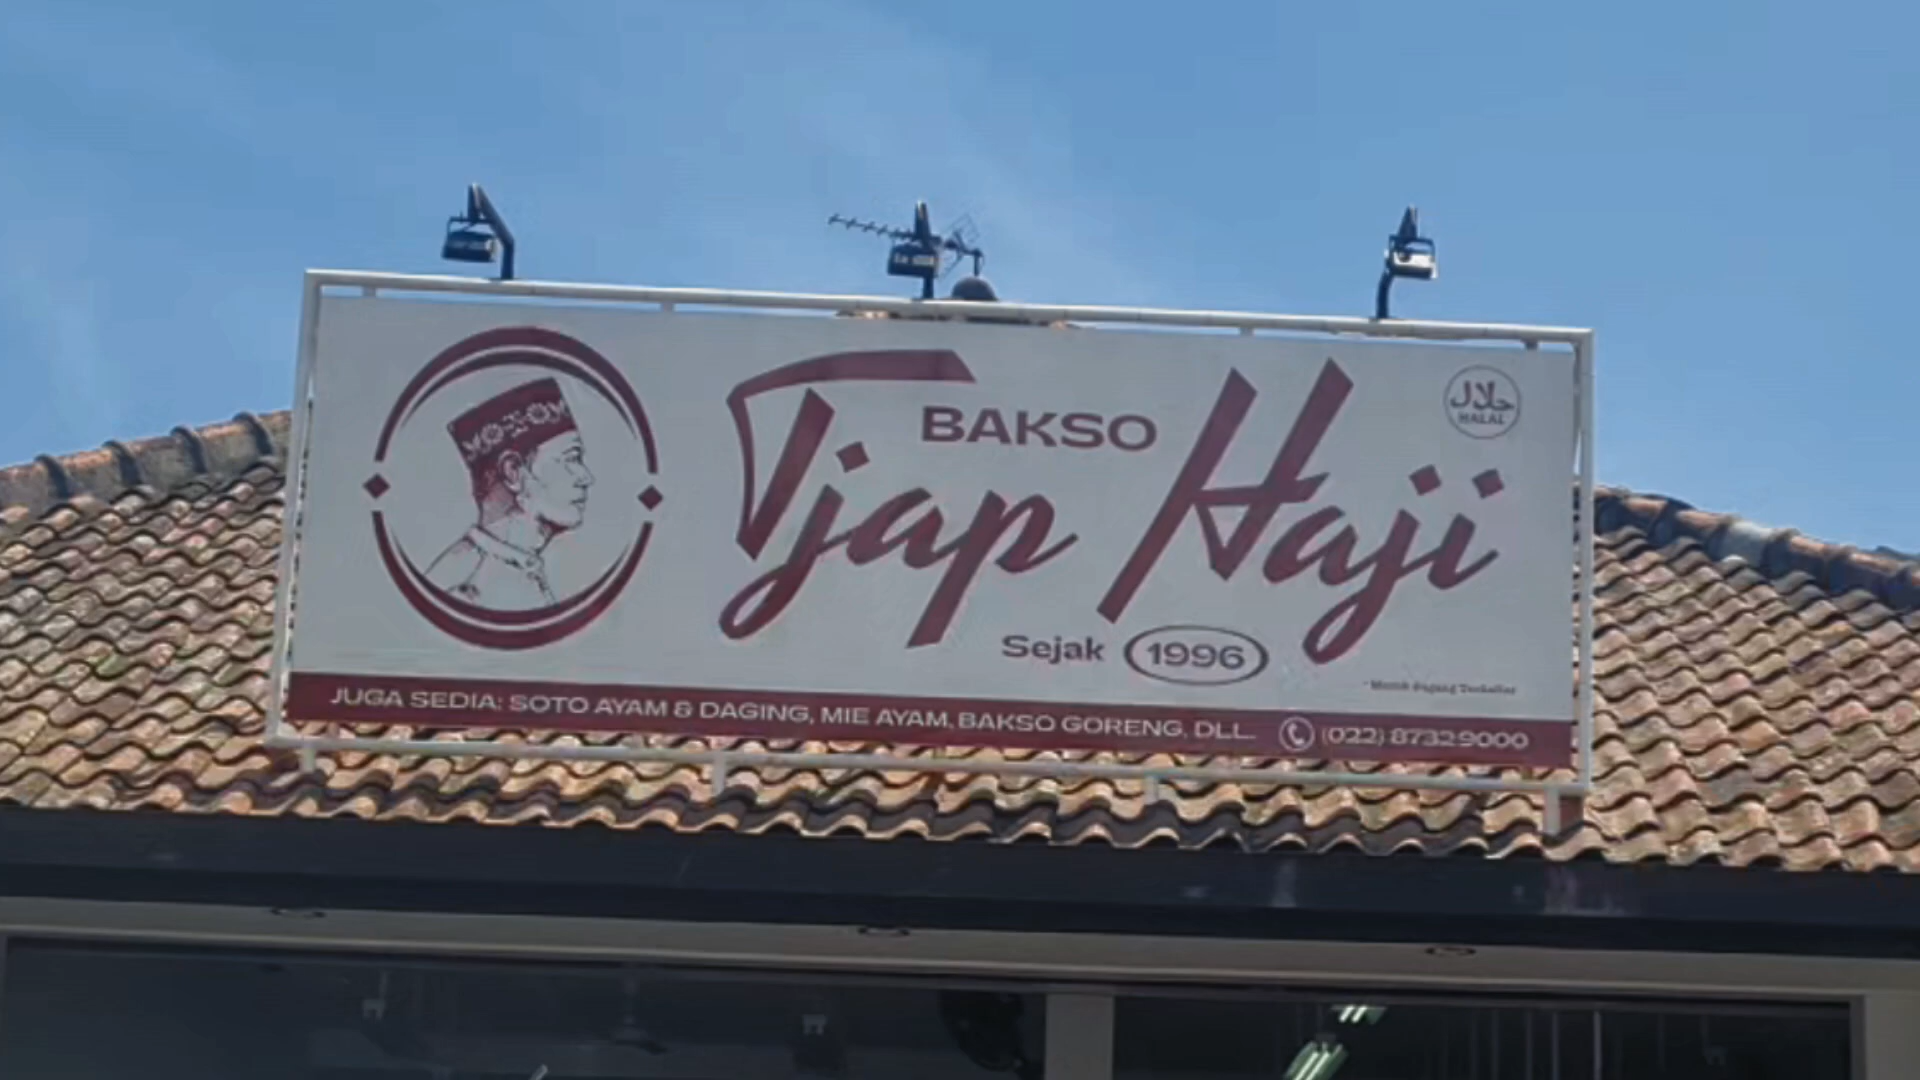 BAKSO
Tjap Haji
حلال
HALAL
Sejak 1996
JUGA SEDIA: SOTO AYAM & DAGING, MIE AYAM, BAKSO GORENG, DLL.
(022) 87329000